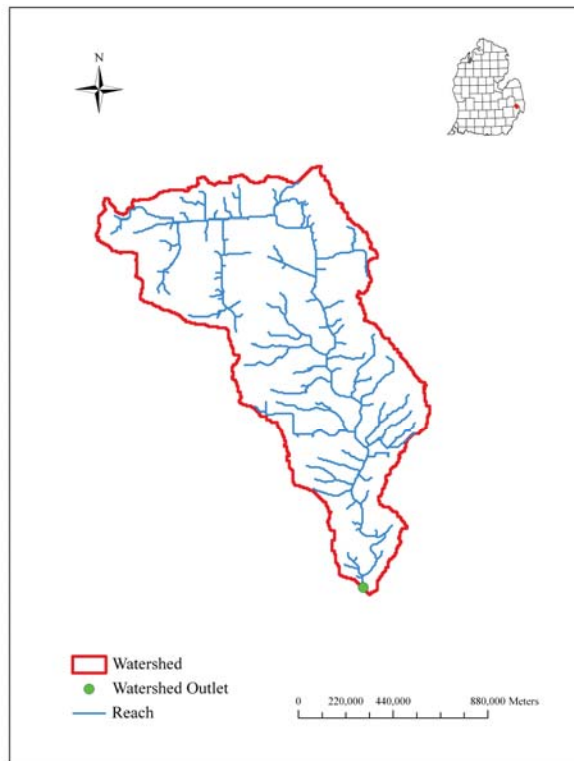 N
Watershed
Watershed Outlet
Reach
0 220,000 440,000 880,000 Meters